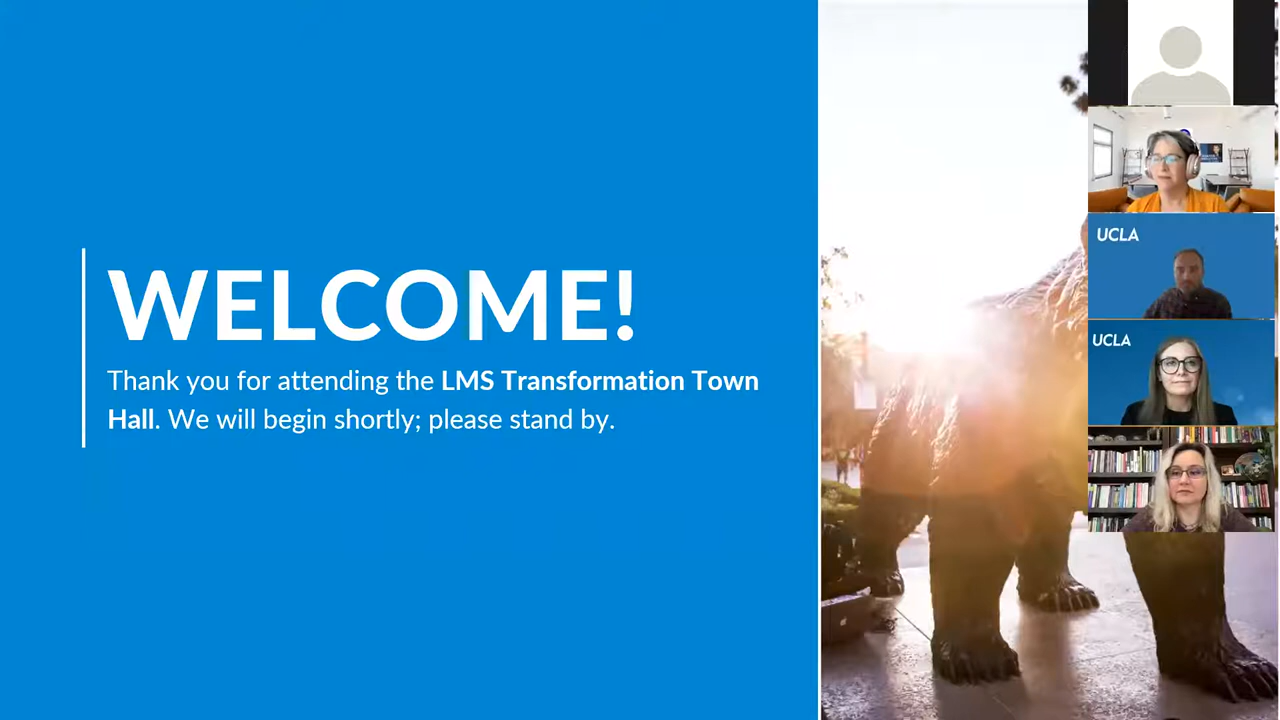 WELCOME!
Thank you for attending the LMS Transformation Town
Hall. We will begin shortly; please stand by.
UCLA
UCLA